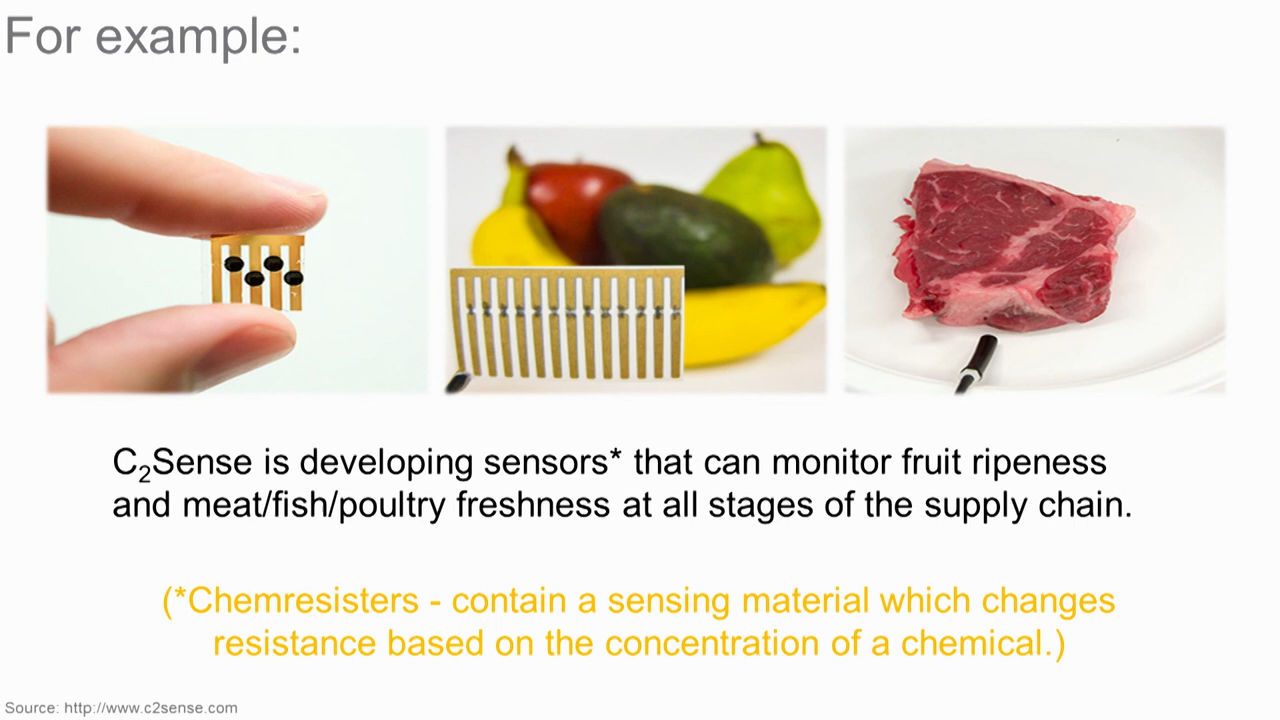 For example:
C₂Sense is developing sensors* that can monitor fruit ripeness
and meat/fish/poultry freshness at all stages of the supply chain.
(*Chemresisters - contain a sensing material which changes
resistance based on the concentration of a chemical.)
Source: http://www.c2sense.com